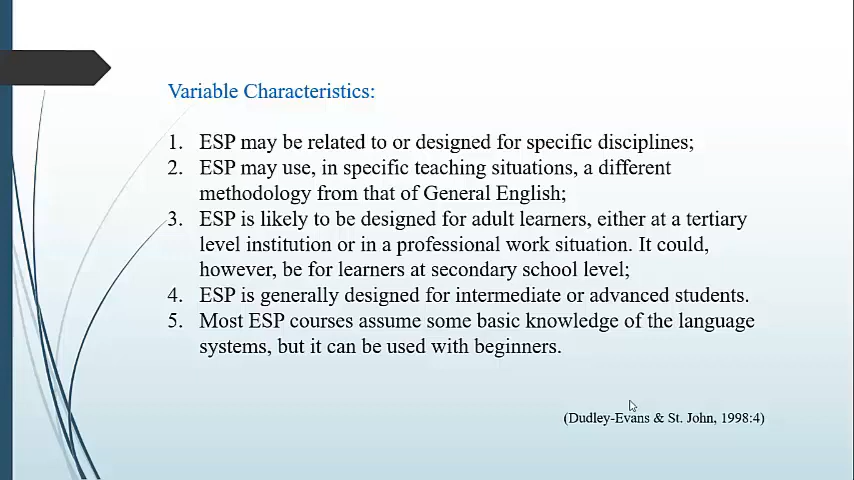 Variable Characteristics:
1. ESP may be related to or designed for specific disciplines;
2. ESP may use, in specific teaching situations, a different
methodology from that of General English;
3. ESP is likely to be designed for adult learners, either at a tertiary
level institution or in a professional work situation. It could,
however, be for learners at secondary school level;
4. ESP is generally designed for intermediate or advanced students.
5. Most ESP courses assume some basic knowledge of the language
systems, but it can be used with beginners.
(Dudley-Evans & St. John, 1998:4)